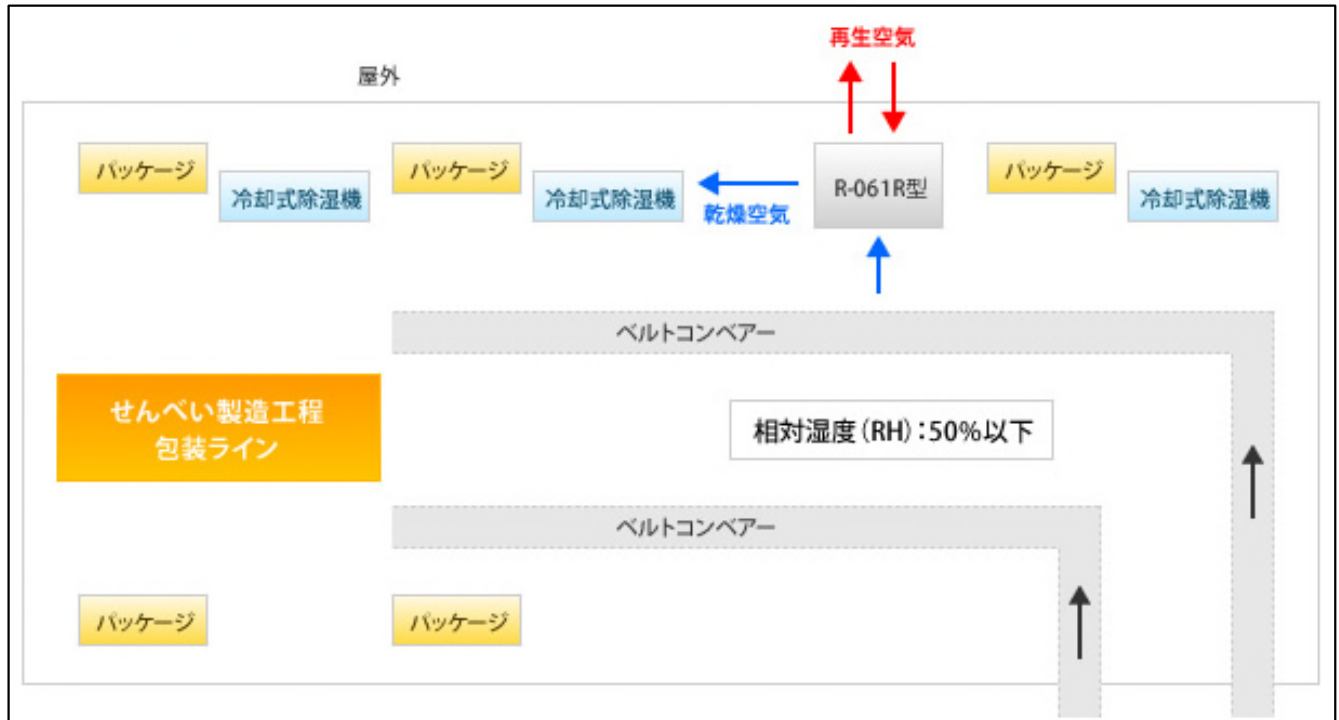 再生空気
屋外
パッケージ
冷却式除湿機
パッケージ
冷却式除湿機
乾燥空気
R-061R型
パッケージ
冷却式除湿機
ベルトコンベアー
せんべい製造工程
包装ライン
相対湿度（RH）：50％以下
ベルトコンベアー
パッケージ
パッケージ